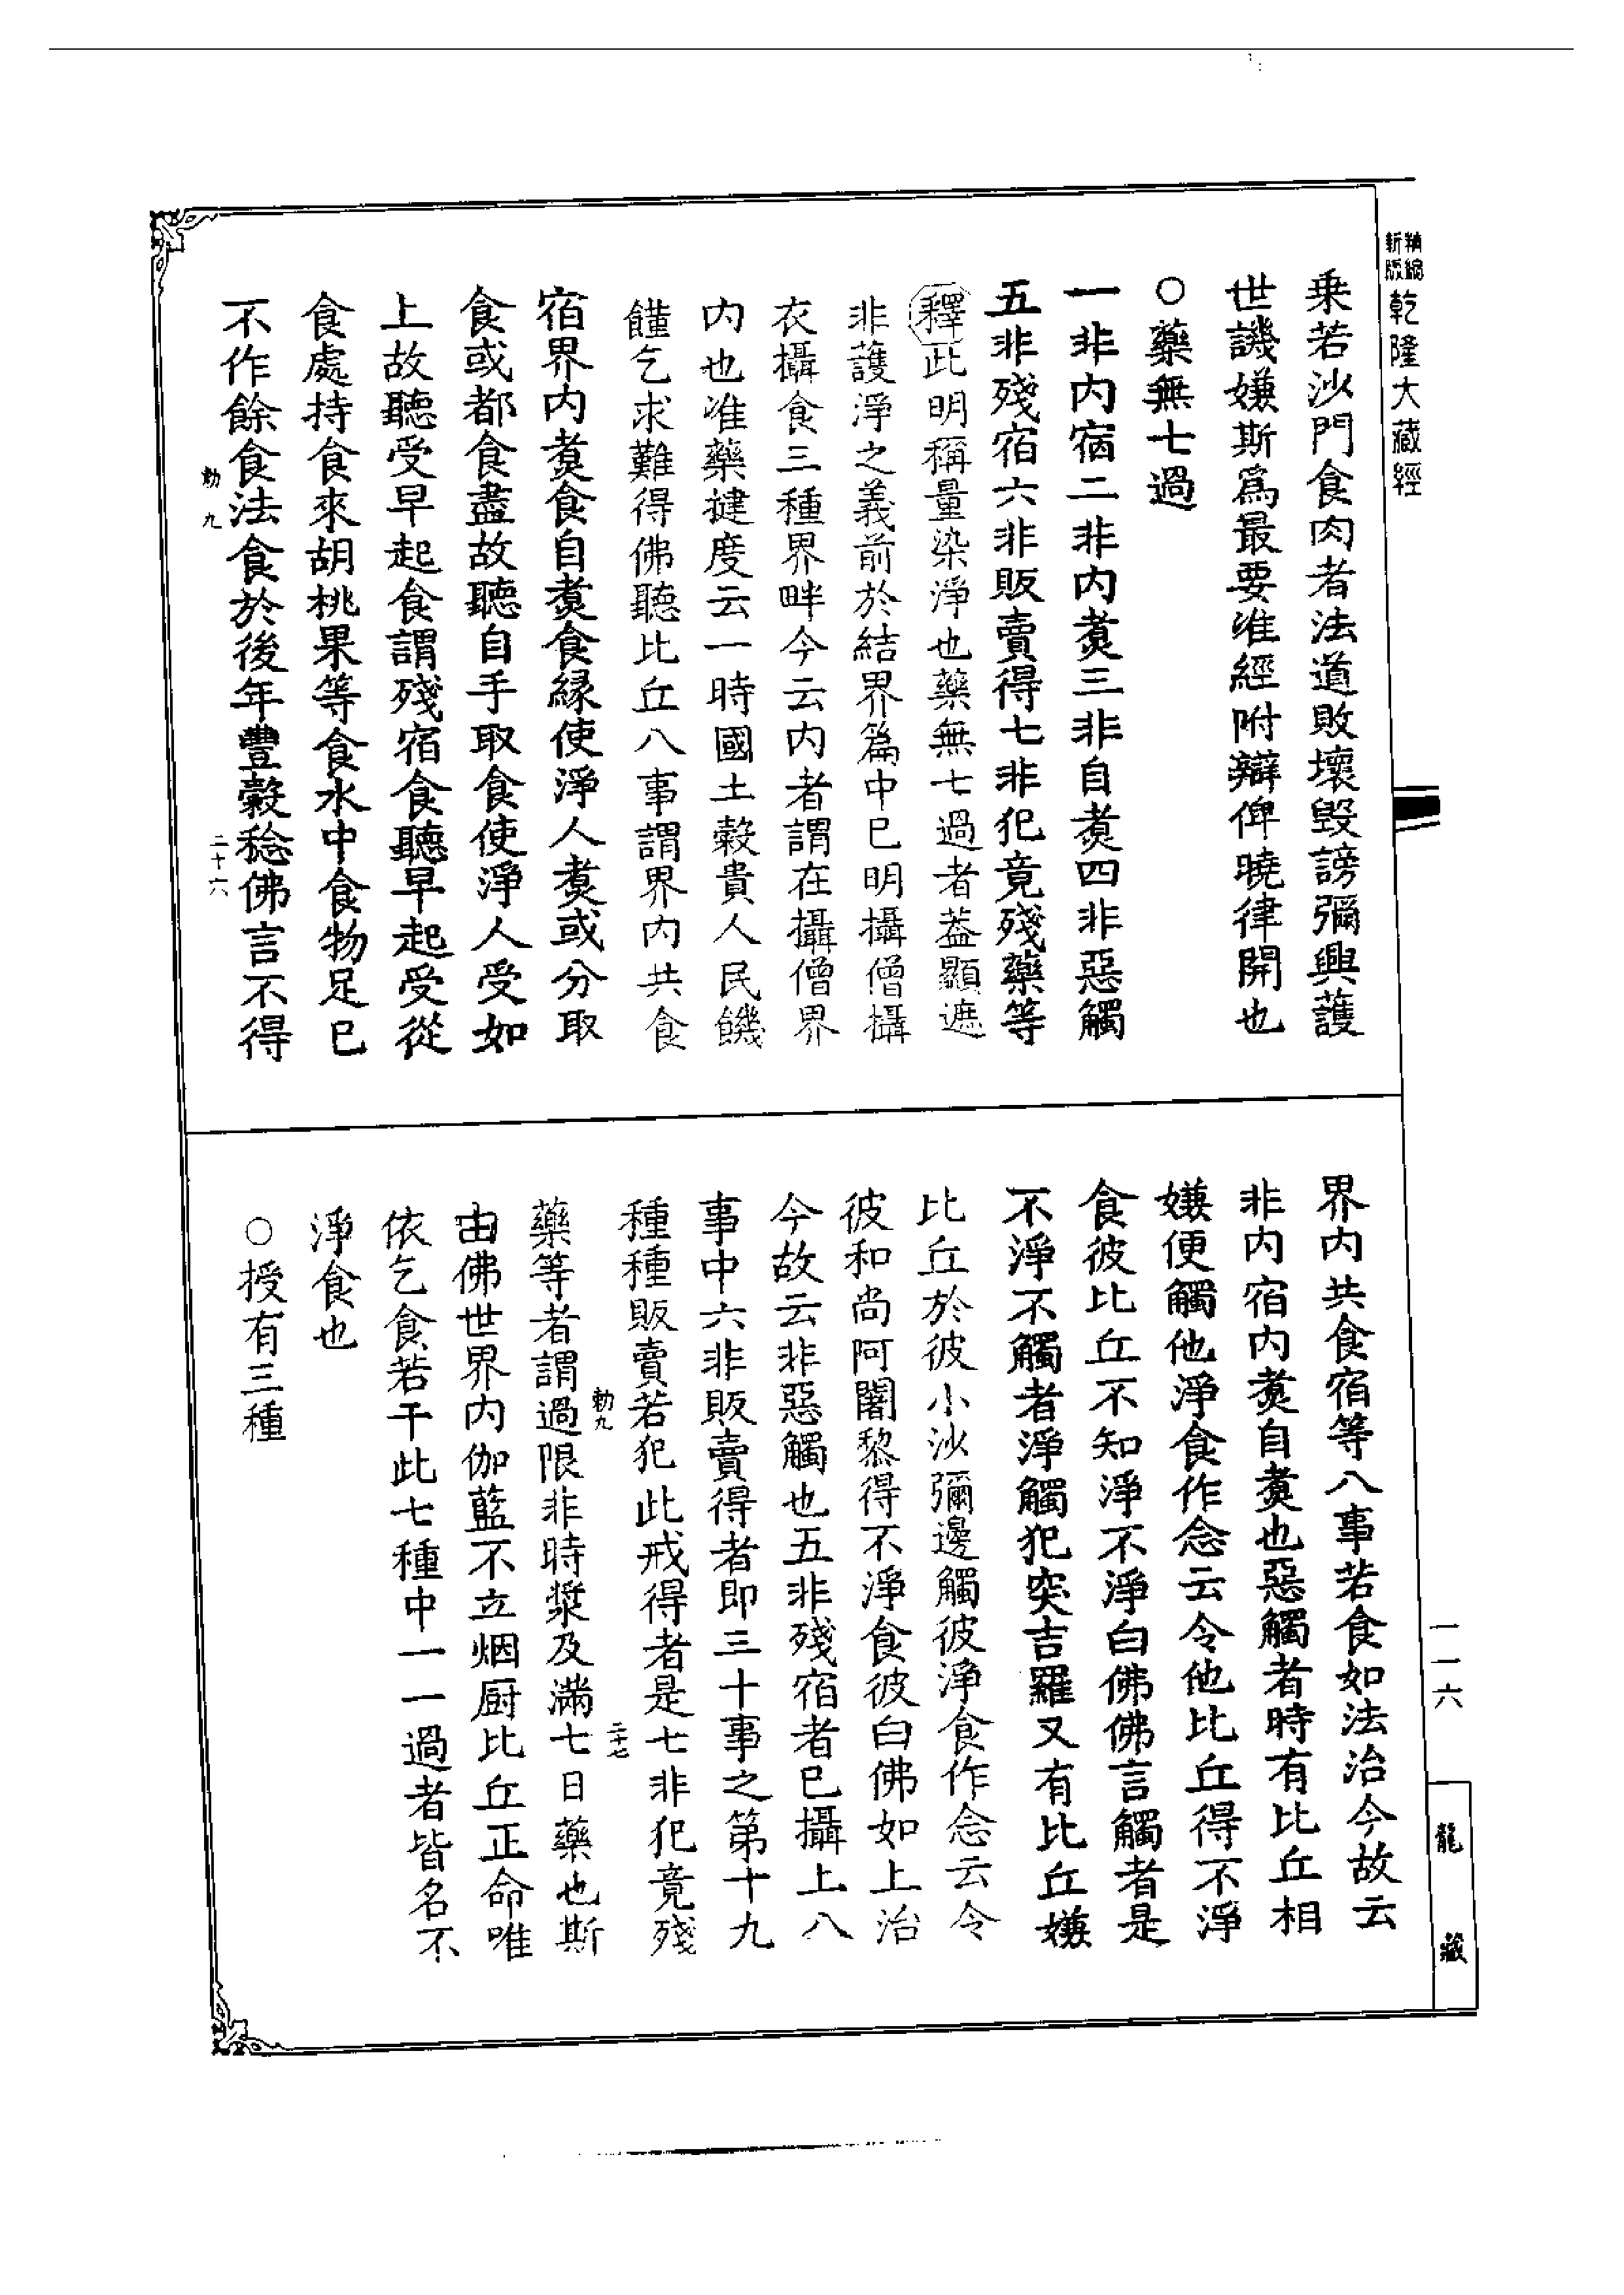 精縮新版乾隆大藏經
乗若沙門食肉者法道敗壞毀謗彌興護
世譏嫌斯爲最要准經附辯俾曉律開也
○藥無七過
一非内宿二非内煑三非自煑四非惡觸
五非殘宿六非販賣得七非犯竟殘藥等
釋此明稱量染淨也藥無七過者葢顯遮
非護淨之義前於結界篇中已明攝僧攝
衣攝食三種界畔今云内者謂在攝僧界
内也准藥揵度云一時國土穀貴人民饑
饉乞求難得佛聽比丘八事謂界内共食
宿界内煑食自煑食縁使淨人煑或分取
食或都食盡故聽自手取食使淨人受如
上故聽受早起食謂殘宿食聽早起受從
食處持食來胡桃果等食水中食物足已
不作餘食法食於後年豐穀稔佛言不得
勅九
二十六
界内共食宿等八事若食如法治今故云
非内宿内煑自煑也惡觸者時有比丘相
嫌便觸他淨食作念云令他比丘得不淨
食彼比丘不知淨不淨白佛佛言觸者是
不淨不觸者淨觸犯突吉羅又有比丘嫌
比丘於彼小沙彌邊觸彼淨食作念云令
彼和尚阿闍黎得不淨食彼白佛如上治
今故云非惡觸也五非殘宿者已攝上八
事中六非販賣得者即三十事之第十九
種種販賣若犯此戒得者是七非犯竟殘
勅九
二十七
藥等者謂過限非時漿及滿七日藥也斯
由佛世界内伽藍不立烟厨比丘正命唯
依乞食若干此七種中一一過者皆名不
淨食也
○授有三種
一一六
龍藏